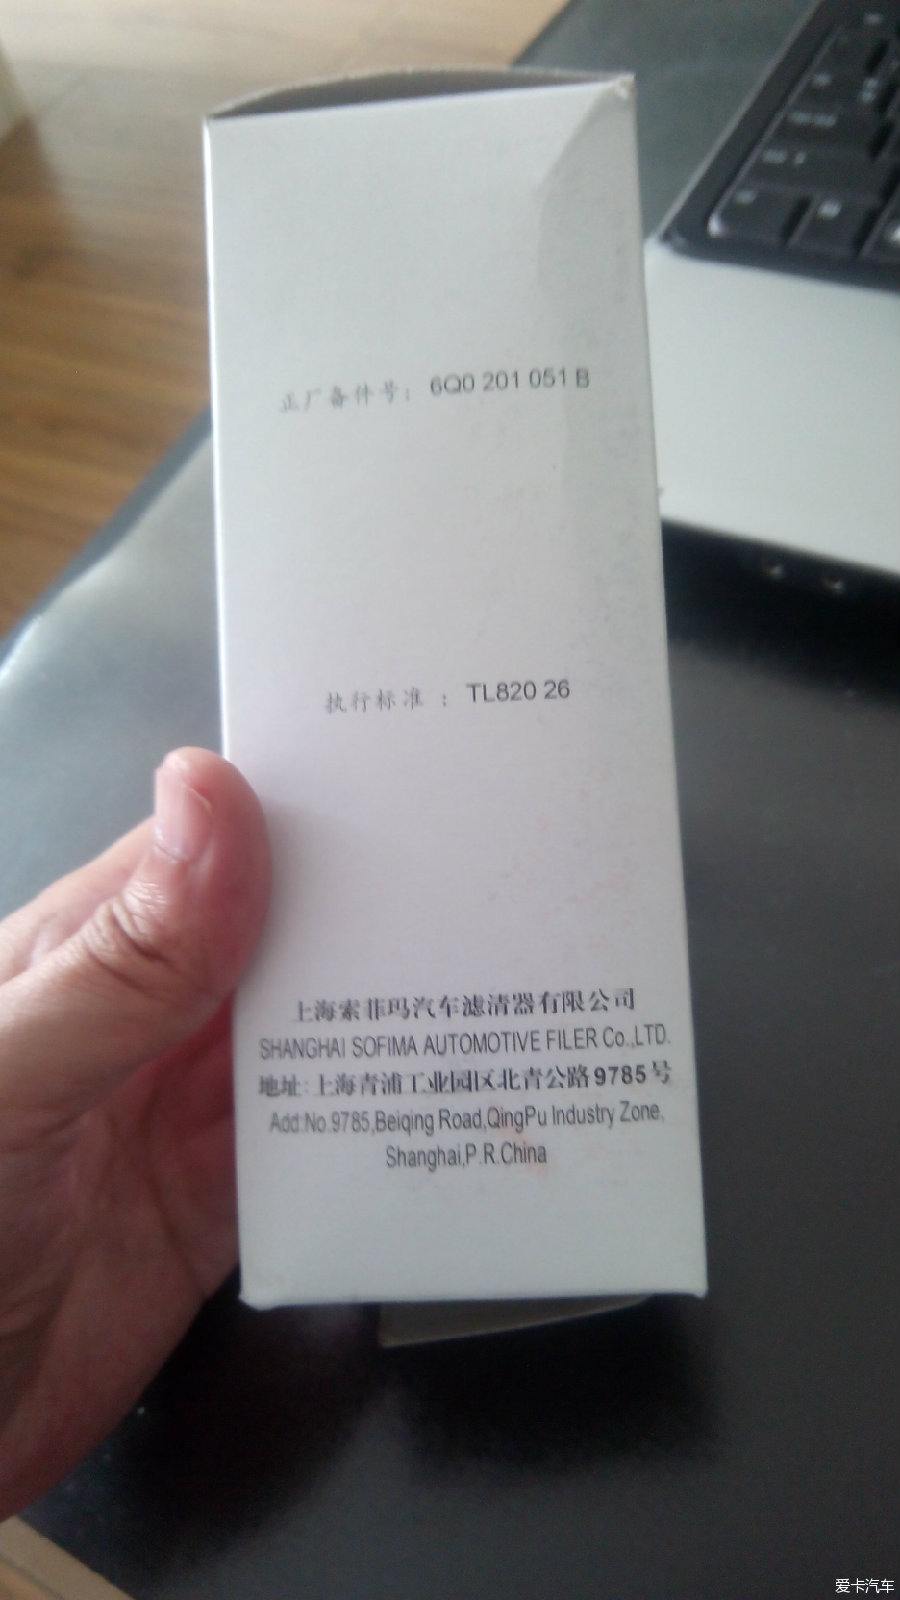 正厂备件号: 6Q0 201 051 B
执行标准 : TL820 26
上海索菲玛汽车滤清器有限公司
SHANGHAI SOFIMA AUTOMOTIVE FILER Co.,LTD.
地址:上海青浦工业园区北青公路9785号
Add:No.9785,Beiqing Road,QingPu Industry Zone,
Shanghai,P.R.China
爱卡汽车